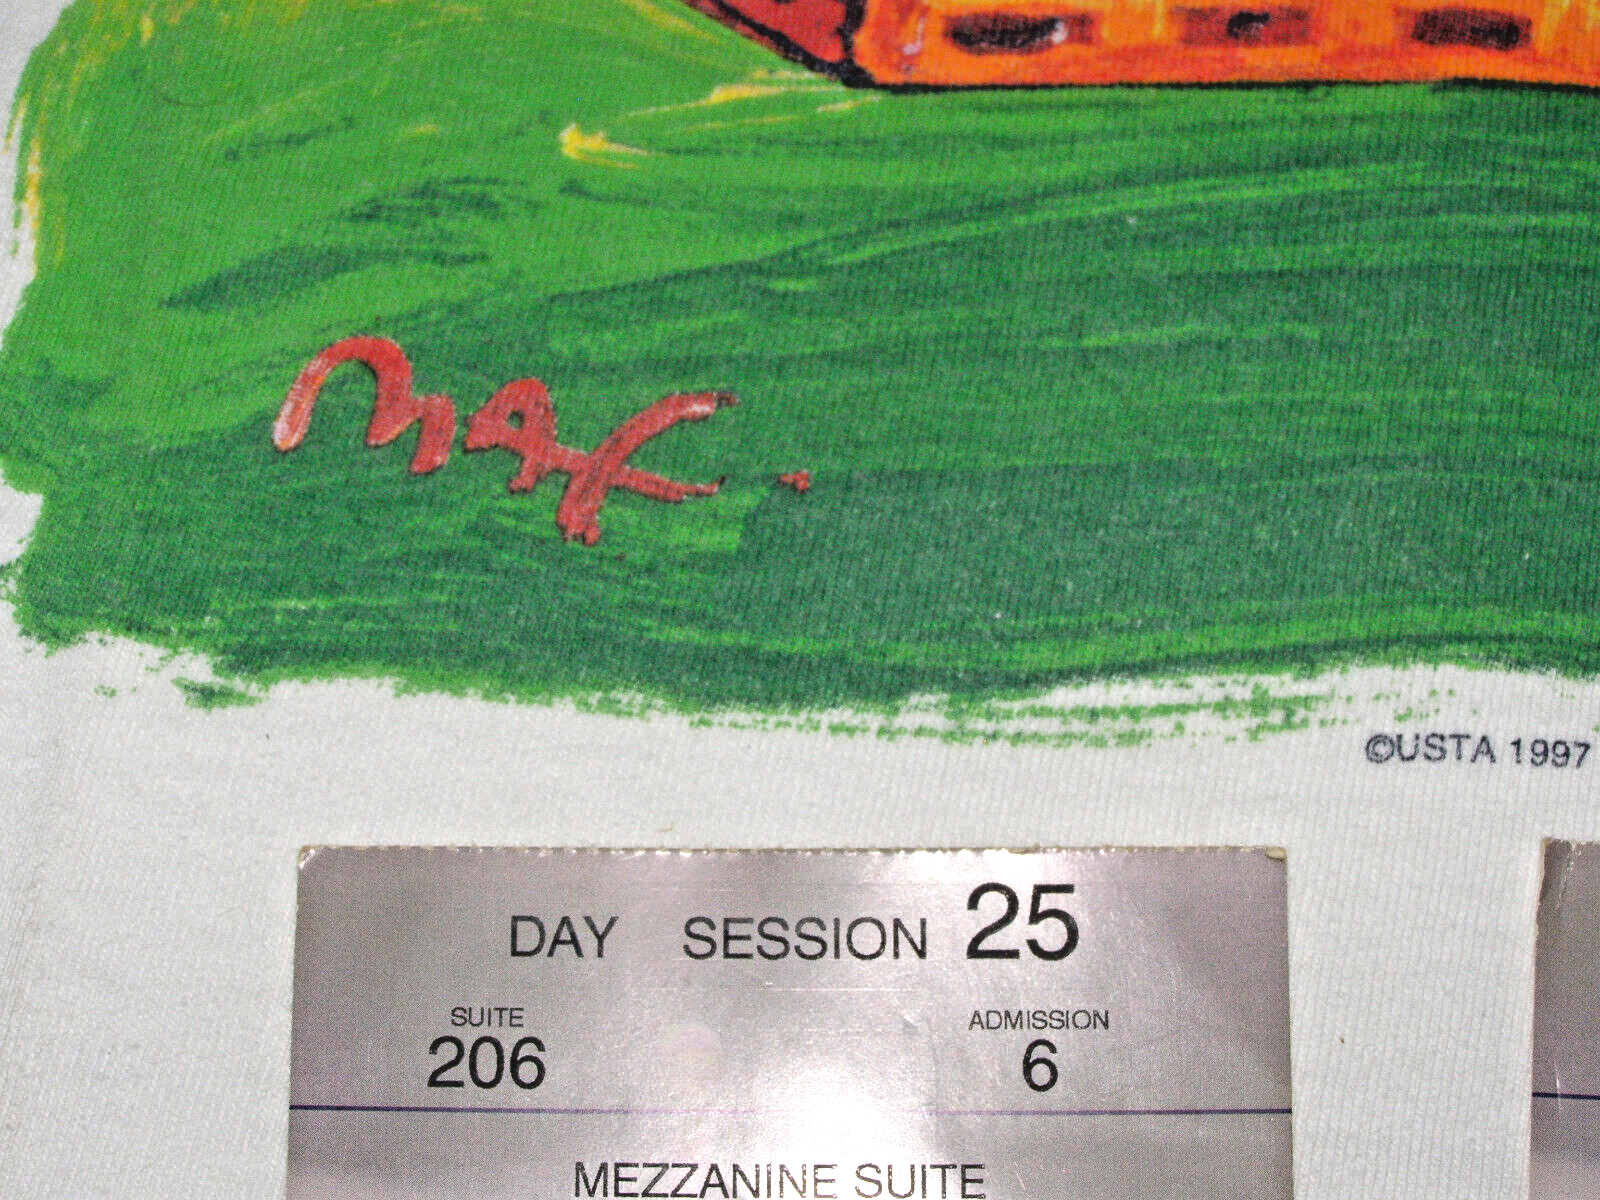 MAX.
©USTA 1997
DAY SESSION 25
SUITE
206
ADMISSION
6
MEZZANINE SUITE